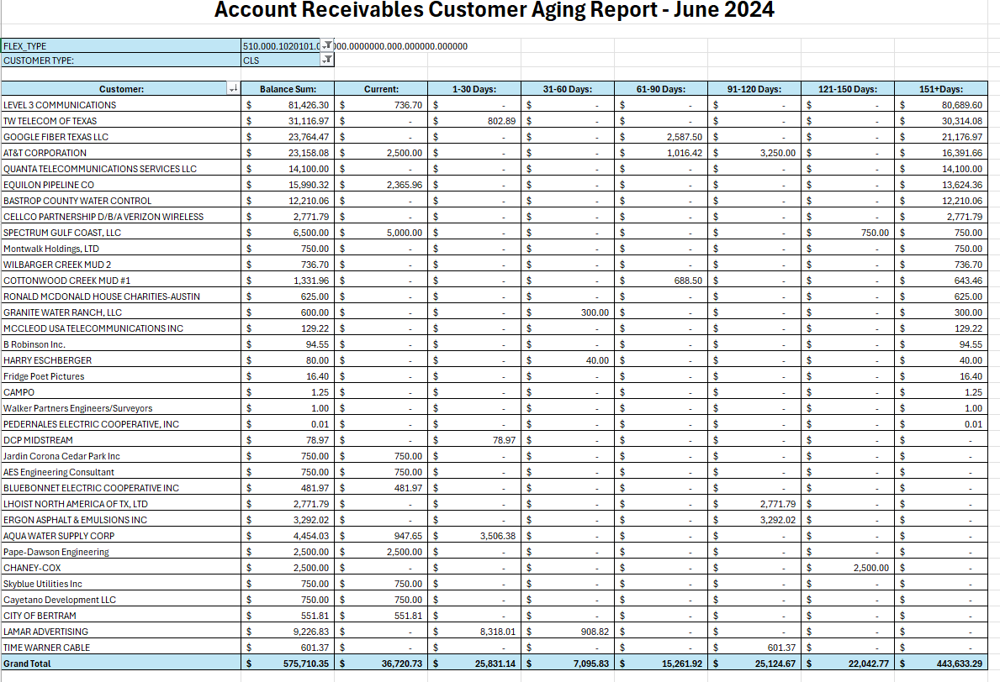 Account Receivables Customer Aging Report - June 2024
FLEX_TYPE 510.000.1020101.0 000.0000000.000.000000.000000
CUSTOMER TYPE: CLS
Customer: Balance Sum: Current: 1-30 Days: 31-60 Days: 61-90 Days: 91-120 Days: 121-150 Days: 151+Days:
LEVEL 3 COMMUNICATIONS $ 81,426.30 $ 736.70 $ - $ - $ - $ - $ - $ 80,689.60
TW TELECOM OF TEXAS $ 31,116.97 $ - $ 802.89 $ - $ - $ - $ - $ 30,314.08
GOOGLE FIBER TEXAS LLC $ 23,764.47 $ - $ - $ - $ 2,587.50 $ - $ - $ 21,176.97
AT&T CORPORATION $ 23,158.08 $ 2,500.00 $ - $ - $ 1,016.42 $ 3,250.00 $ - $ 16,391.66
QUANTA TELECOMMUNICATIONS SERVICES LLC $ 14,100.00 $ - $ - $ - $ - $ - $ - $ 14,100.00
EQUILON PIPELINE CO $ 15,990.32 $ 2,365.96 $ - $ - $ - $ - $ - $ 13,624.36
BASTROP COUNTY WATER CONTROL $ 12,210.06 $ - $ - $ - $ - $ - $ - $ 12,210.06
CELLCO PARTNERSHIP D/B/A VERIZON WIRELESS $ 2,771.79 $ - $ - $ - $ - $ - $ - $ 2,771.79
SPECTRUM GULF COAST, LLC $ 6,500.00 $ 5,000.00 $ - $ - $ - $ - $ 750.00 $ 750.00
Montwalk Holdings, LTD $ 750.00 $ - $ - $ - $ - $ - $ - $ 750.00
WILBARGER CREEK MUD 2 $ 736.70 $ - $ - $ - $ - $ - $ - $ 736.70
COTTONWOOD CREEK MUD #1 $ 1,331.96 $ - $ - $ - $ 688.50 $ - $ - $ 643.46
RONALD MCDONALD HOUSE CHARITIES-AUSTIN $ 625.00 $ - $ - $ - $ - $ - $ - $ 625.00
GRANITE WATER RANCH, LLC $ 600.00 $ - $ - $ 300.00 $ - $ - $ - $ 300.00
MCCLEOD USA TELECOMMUNICATIONS INC $ 129.22 $ - $ - $ - $ - $ - $ - $ 129.22
B Robinson Inc. $ 94.55 $ - $ - $ - $ - $ - $ - $ 94.55
HARRY ESCHBERGER $ 80.00 $ - $ - $ 40.00 $ - $ - $ - $ 40.00
Fridge Poet Pictures $ 16.40 $ - $ - $ - $ - $ - $ - $ 16.40
CAMPO $ 1.25 $ - $ - $ - $ - $ - $ - $ 1.25
Walker Partners Engineers/Surveyors $ 1.00 $ - $ - $ - $ - $ - $ - $ 1.00
PEDERNALES ELECTRIC COOPERATIVE, INC $ 0.01 $ - $ - $ - $ - $ - $ - $ 0.01
DCP MIDSTREAM $ 78.97 $ - $ 78.97 $ - $ - $ - $ - $ -
Jardin Corona Cedar Park Inc $ 750.00 $ 750.00 $ - $ - $ - $ - $ - $ -
AES Engineering Consultant $ 750.00 $ 750.00 $ - $ - $ - $ - $ - $ -
BLUEBONNET ELECTRIC COOPERATIVE INC $ 481.97 $ 481.97 $ - $ - $ - $ - $ - $ -
LHOIST NORTH AMERICA OF TX, LTD $ 2,771.79 $ - $ - $ - $ - $ 2,771.79 $ - $ -
ERGON ASPHALT & EMULSIONS INC $ 3,292.02 $ - $ - $ - $ - $ 3,292.02 $ - $ -
AQUA WATER SUPPLY CORP $ 4,454.03 $ 947.65 $ 3,506.38 $ - $ - $ - $ - $ -
Pape-Dawson Engineering $ 2,500.00 $ 2,500.00 $ - $ - $ - $ - $ - $ -
CHANEY-COX $ 2,500.00 $ - $ - $ - $ - $ - $ 2,500.00 $ -
Skyblue Utilities Inc $ 750.00 $ 750.00 $ - $ - $ - $ - $ - $ -
Cayetano Development LLC $ 750.00 $ 750.00 $ - $ - $ - $ - $ - $ -
CITY OF BERTRAM $ 551.81 $ 551.81 $ - $ - $ - $ - $ - $ -
LAMAR ADVERTISING $ 9,226.83 $ - $ 8,318.01 $ 908.82 $ - $ - $ - $ -
TIME WARNER CABLE $ 601.37 $ - $ - $ - $ - $ 601.37 $ - $ -
Grand Total $ 575,710.35 $ 36,720.73 $ 25,831.14 $ 7,095.83 $ 15,261.92 $ 25,124.67 $ 22,042.77 $ 443,633.29